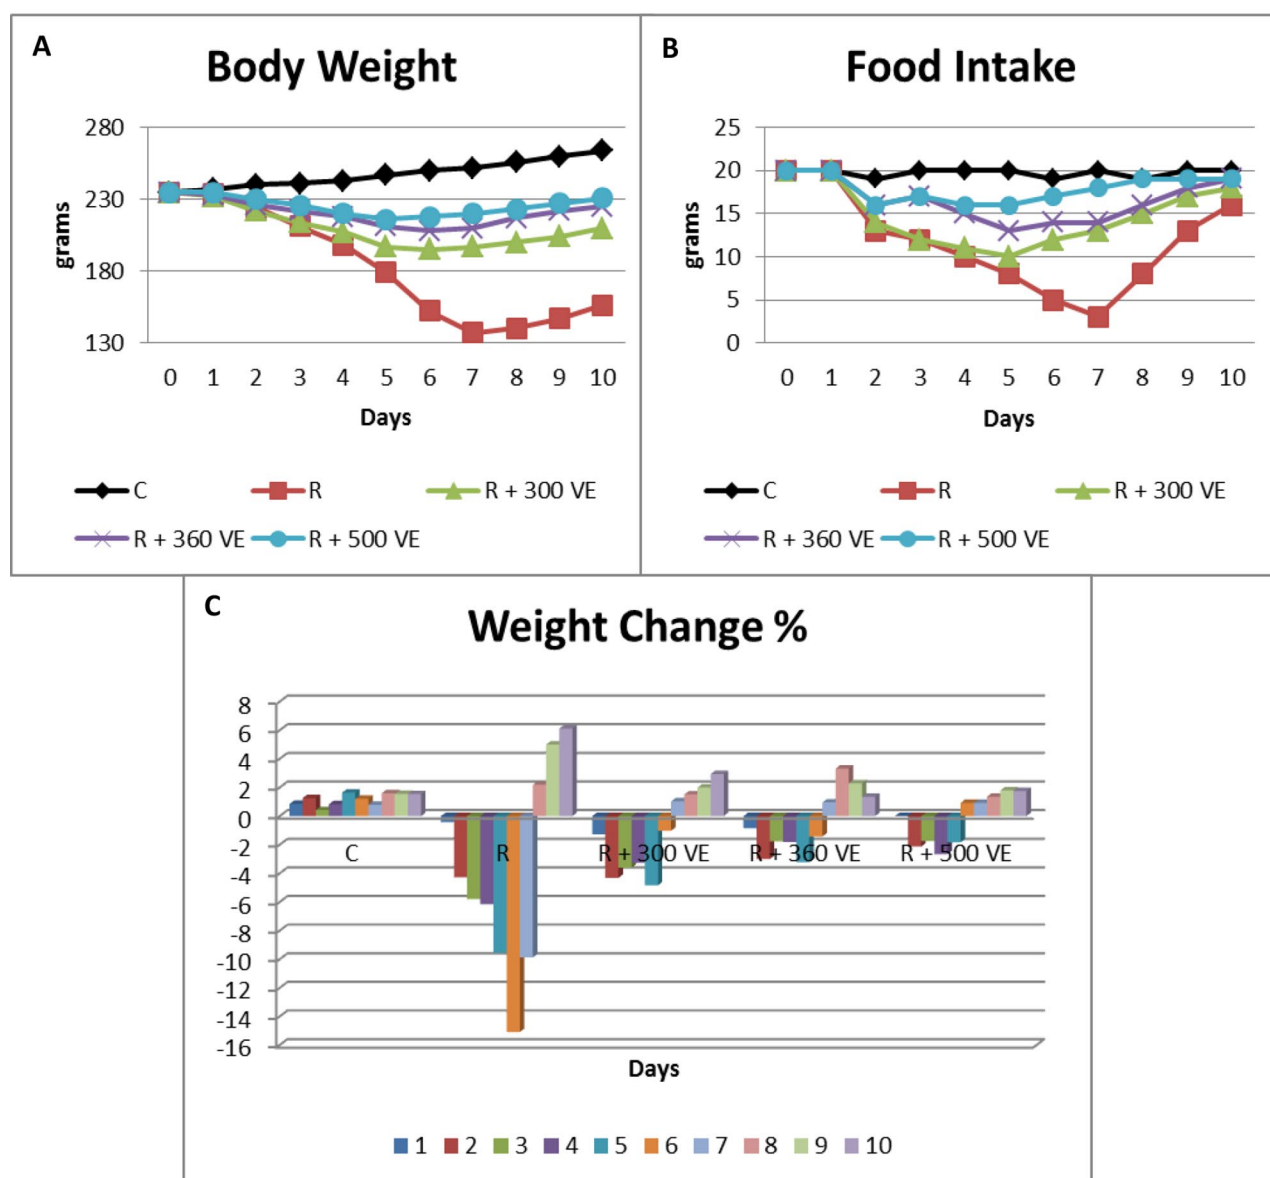 A
Body Weight
280
230
180
130
grams
0 1 2 3 4 5 6 7 8 9 10
Days
C R R + 300 VE
R + 360 VE R + 500 VE
B
Food Intake
25
20
15
10
5
0
grams
0 1 2 3 4 5 6 7 8 9 10
Days
C R R + 300 VE
R + 360 VE R + 500 VE
C
Weight Change %
8
6
4
2
0
-2
-4
-6
-8
-10
-12
-14
-16
C R R + 300 VE R + 360 VE R + 500 VE
Days
1 2 3 4 5 6 7 8 9 10